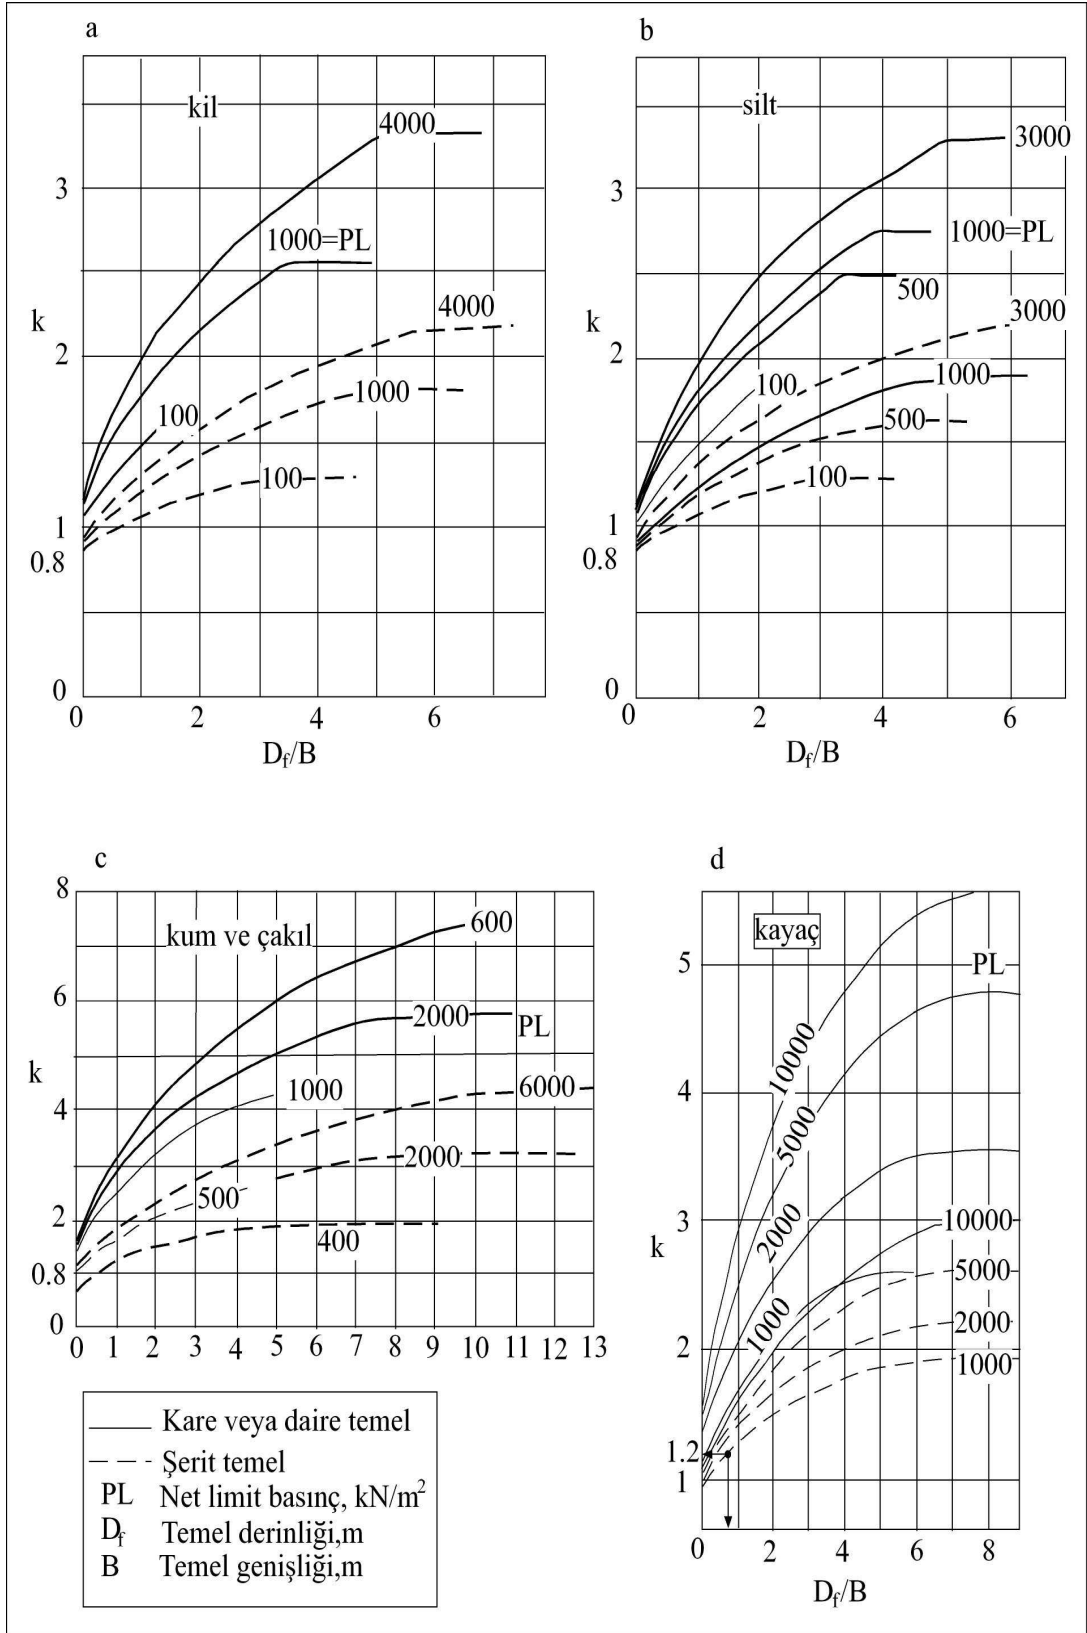 a
kil
4000
3
1000=PL
4000
k
2
1000
100
100
1
0.8
0
0 2 4 6
Df/B
b
silt
3000
3
1000=PL
500
3000
k
2
100
1000
500
100
1
0.8
0
0 2 4 6
Df/B
c
8
600
kum ve çakıl
6
2000
PL
k
1000
6000
4
2000
500
2
400
0.8
0
0 1 2 3 4 5 6 7 8 9 10 11 12 13
d
kayaç
5
PL
10000
4
5000
2000
3
10000
k
5000
1000
2000
2
1000
1.2
1
0 2 4 6 8
Df/B
Kare veya daire temel
Şerit temel
PL Net limit basınç, kN/m²
Df Temel derinliği,m
B Temel genişliği,m